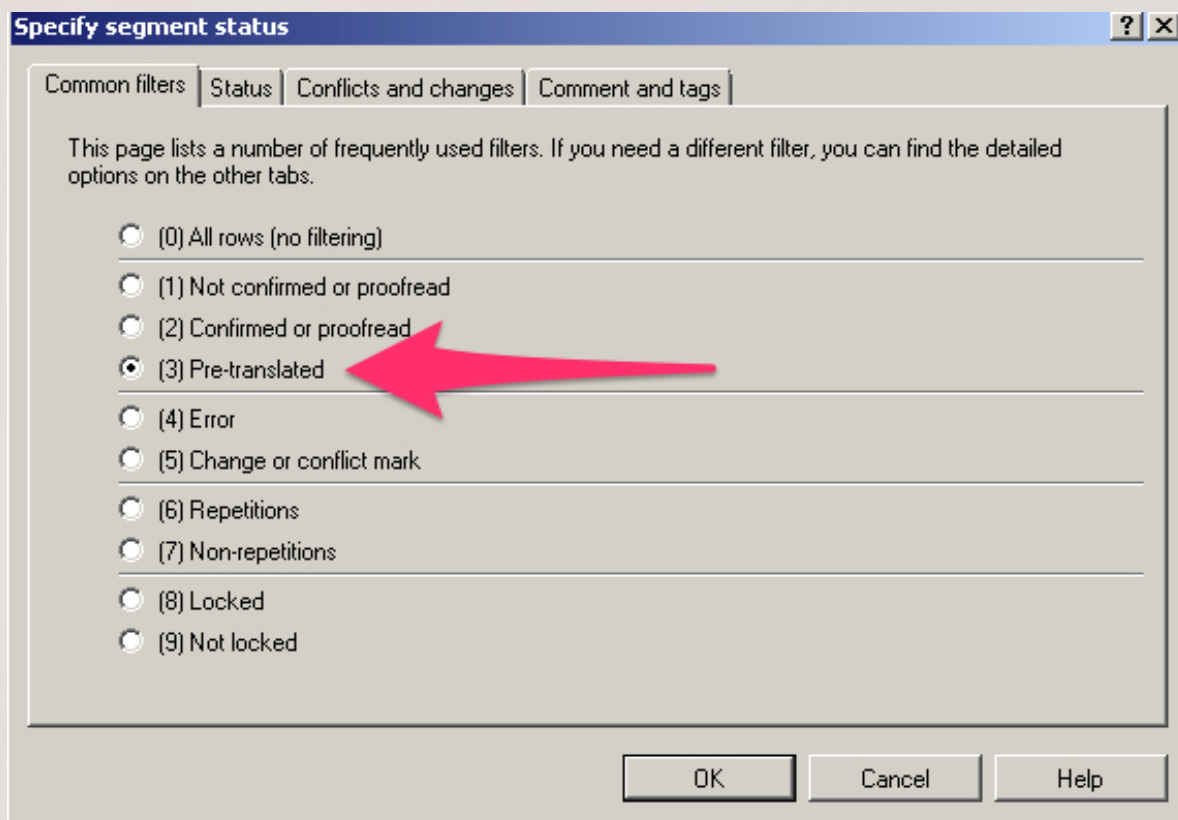 Specify segment status
Common filters
Status
Conflicts and changes
Comment and tags
This page lists a number of frequently used filters. If you need a different filter, you can find the detailed
options on the other tabs.
(0) All rows (no filtering)
(1) Not confirmed or proofread
(2) Confirmed or proofread
(3) Pre-translated
(4) Error
(5) Change or conflict mark
(6) Repetitions
(7) Non-repetitions
(8) Locked
(9) Not locked
OK
Cancel
Help